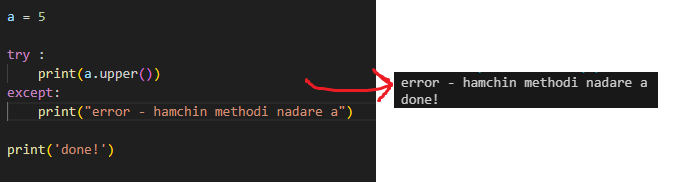 a = 5
try :
print(a.upper())
except:
print("error - hamchin methodi nadare a")
print('done!')
error - hamchin methodi nadare a
done!